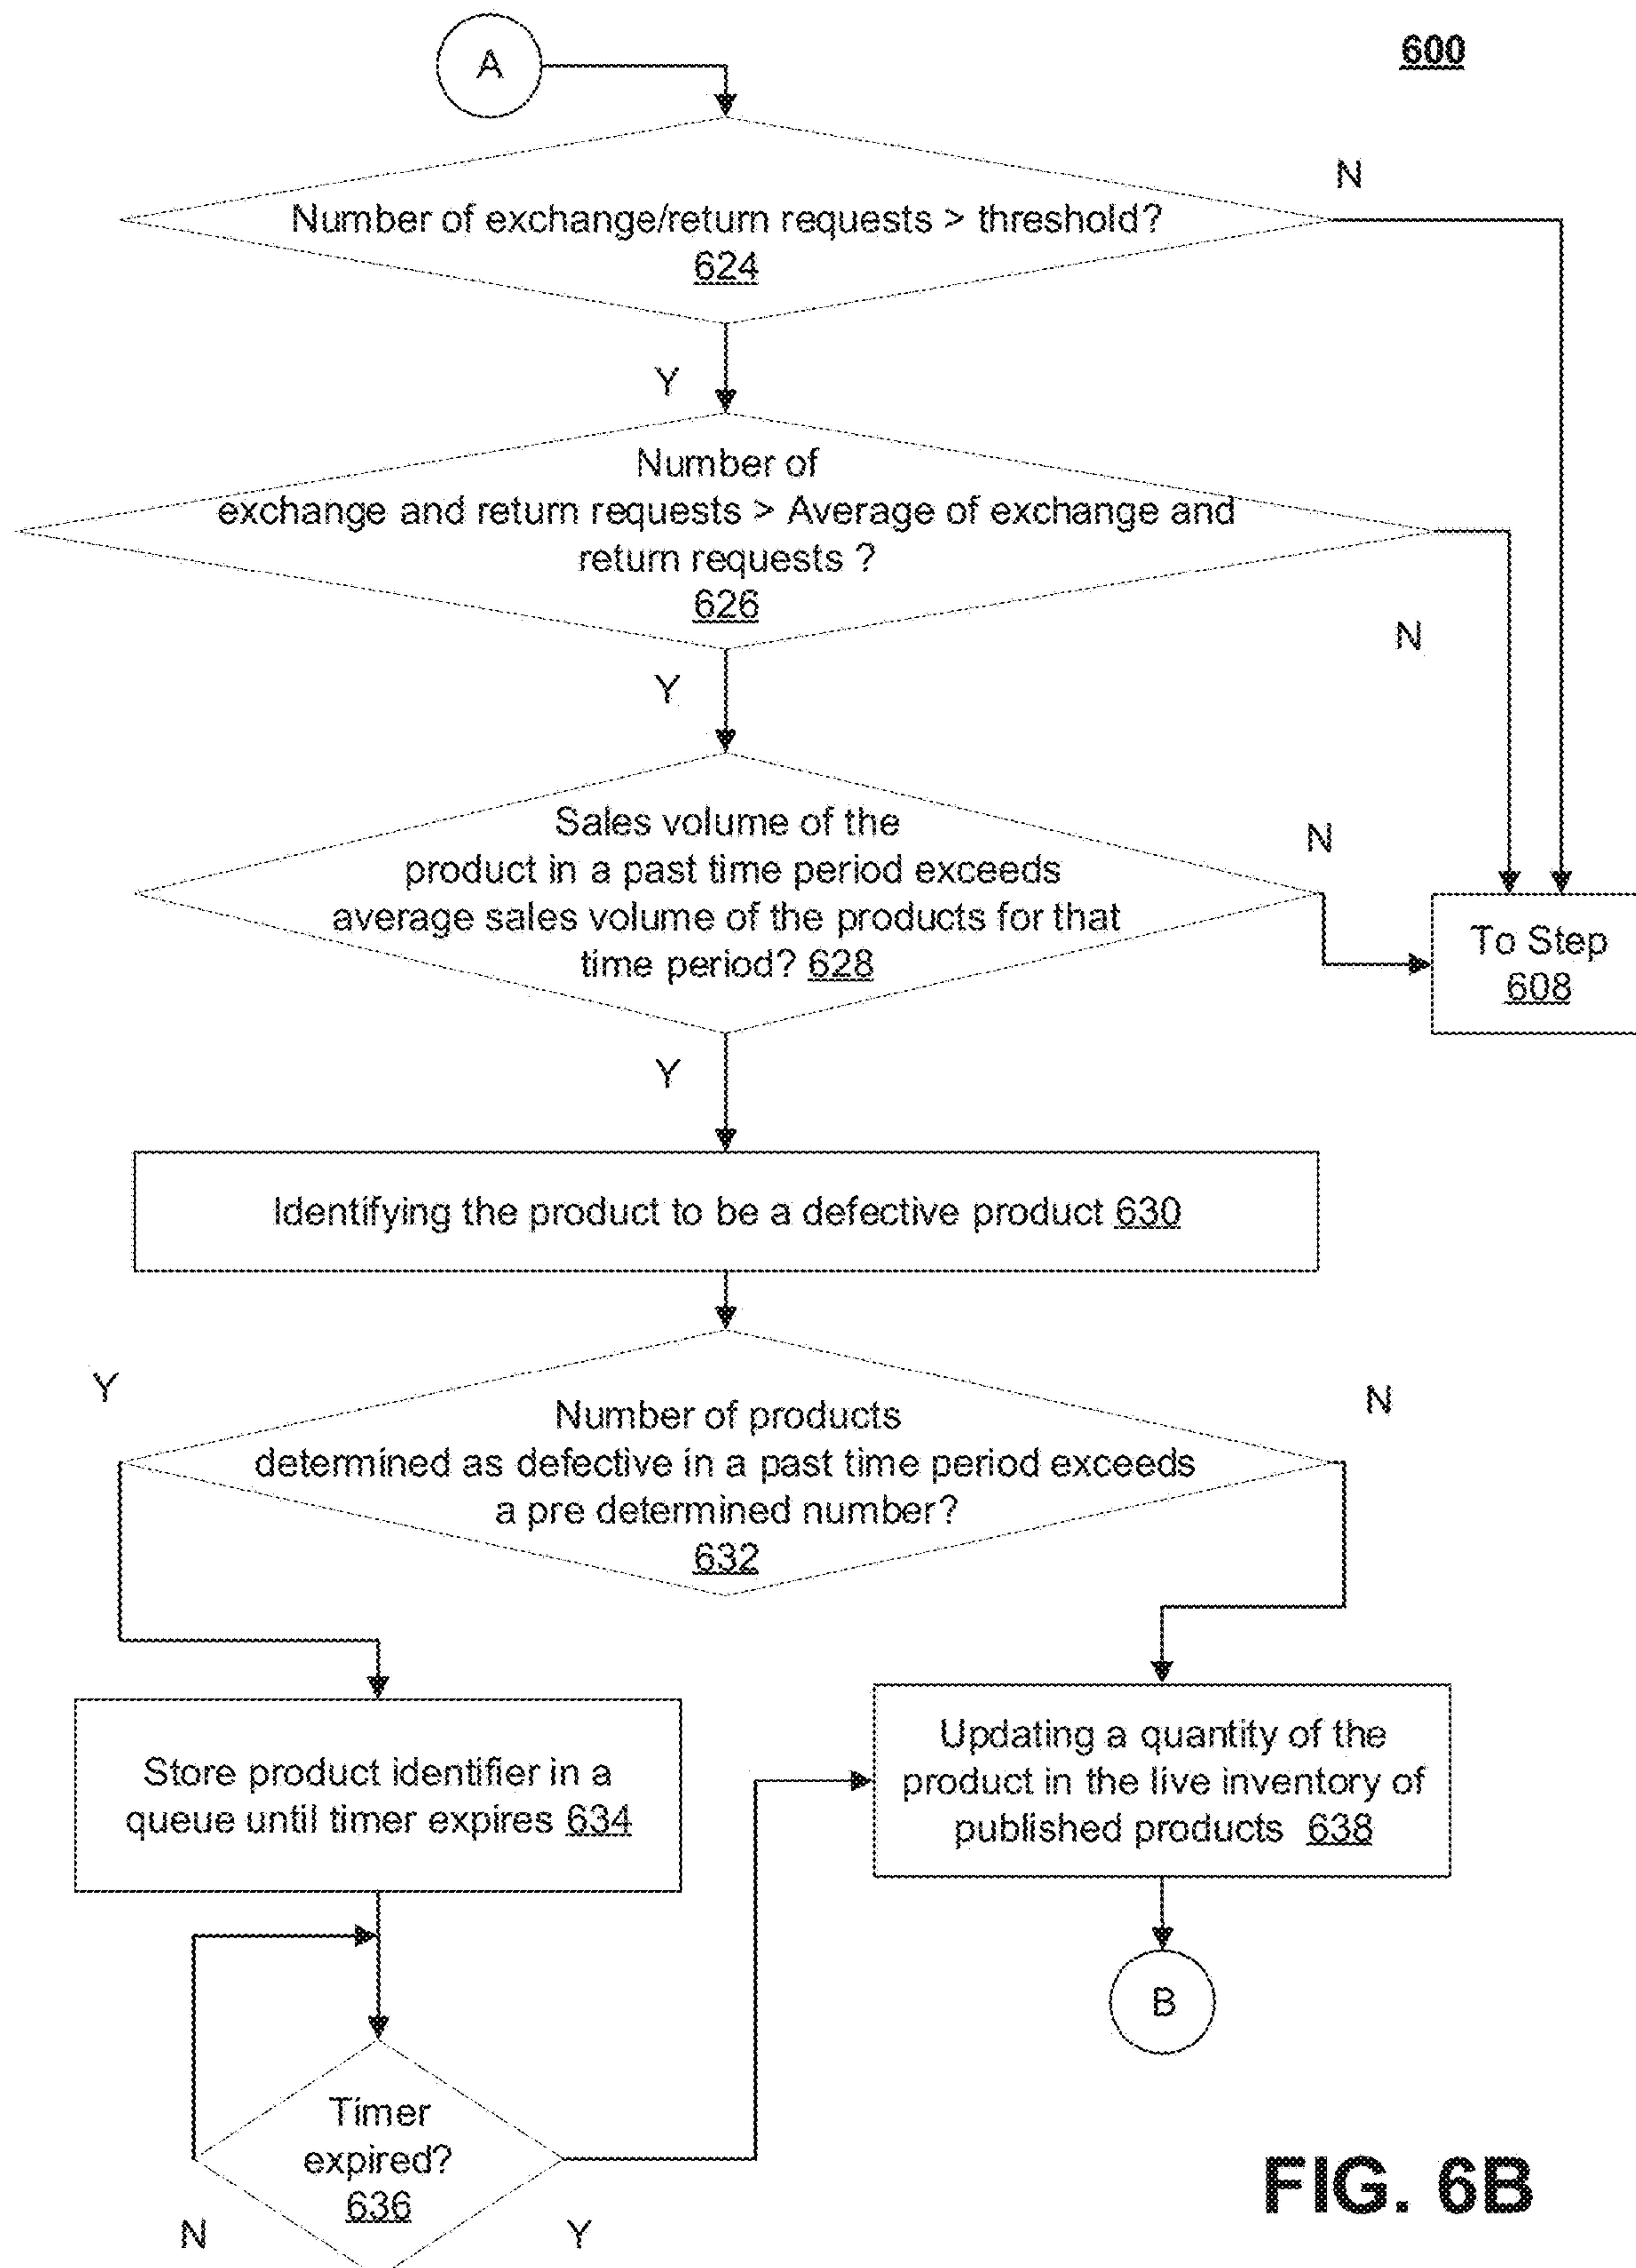 A
600
Number of exchange/return requests > threshold?
624
N
Y
Number of
exchange and return requests > Average of exchange and
return requests ?
626
N
Y
Sales volume of the
product in a past time period exceeds
average sales volume of the products for that
time period? 628
N
To Step
608
Y
Identifying the product to be a defective product 630
Y
N
Number of products
determined as defective in a past time period exceeds
a pre determined number?
632
Store product identifier in a
queue until timer expires 634
Updating a quantity of the
product in the live inventory of
published products 638
B
Timer
expired?
636
N
Y
FIG. 6B